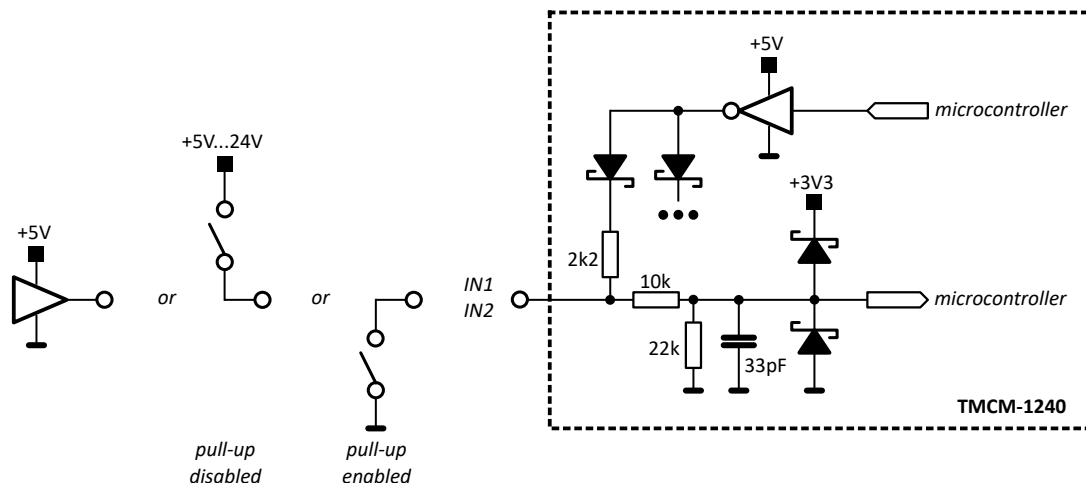 +5V
microcontroller
+5V...24V
+3V3
+5V
2k2
or
or
IN1
IN2
10k
microcontroller
22k
33pF
TMCM-1240
pull-up
disabled
pull-up
enabled